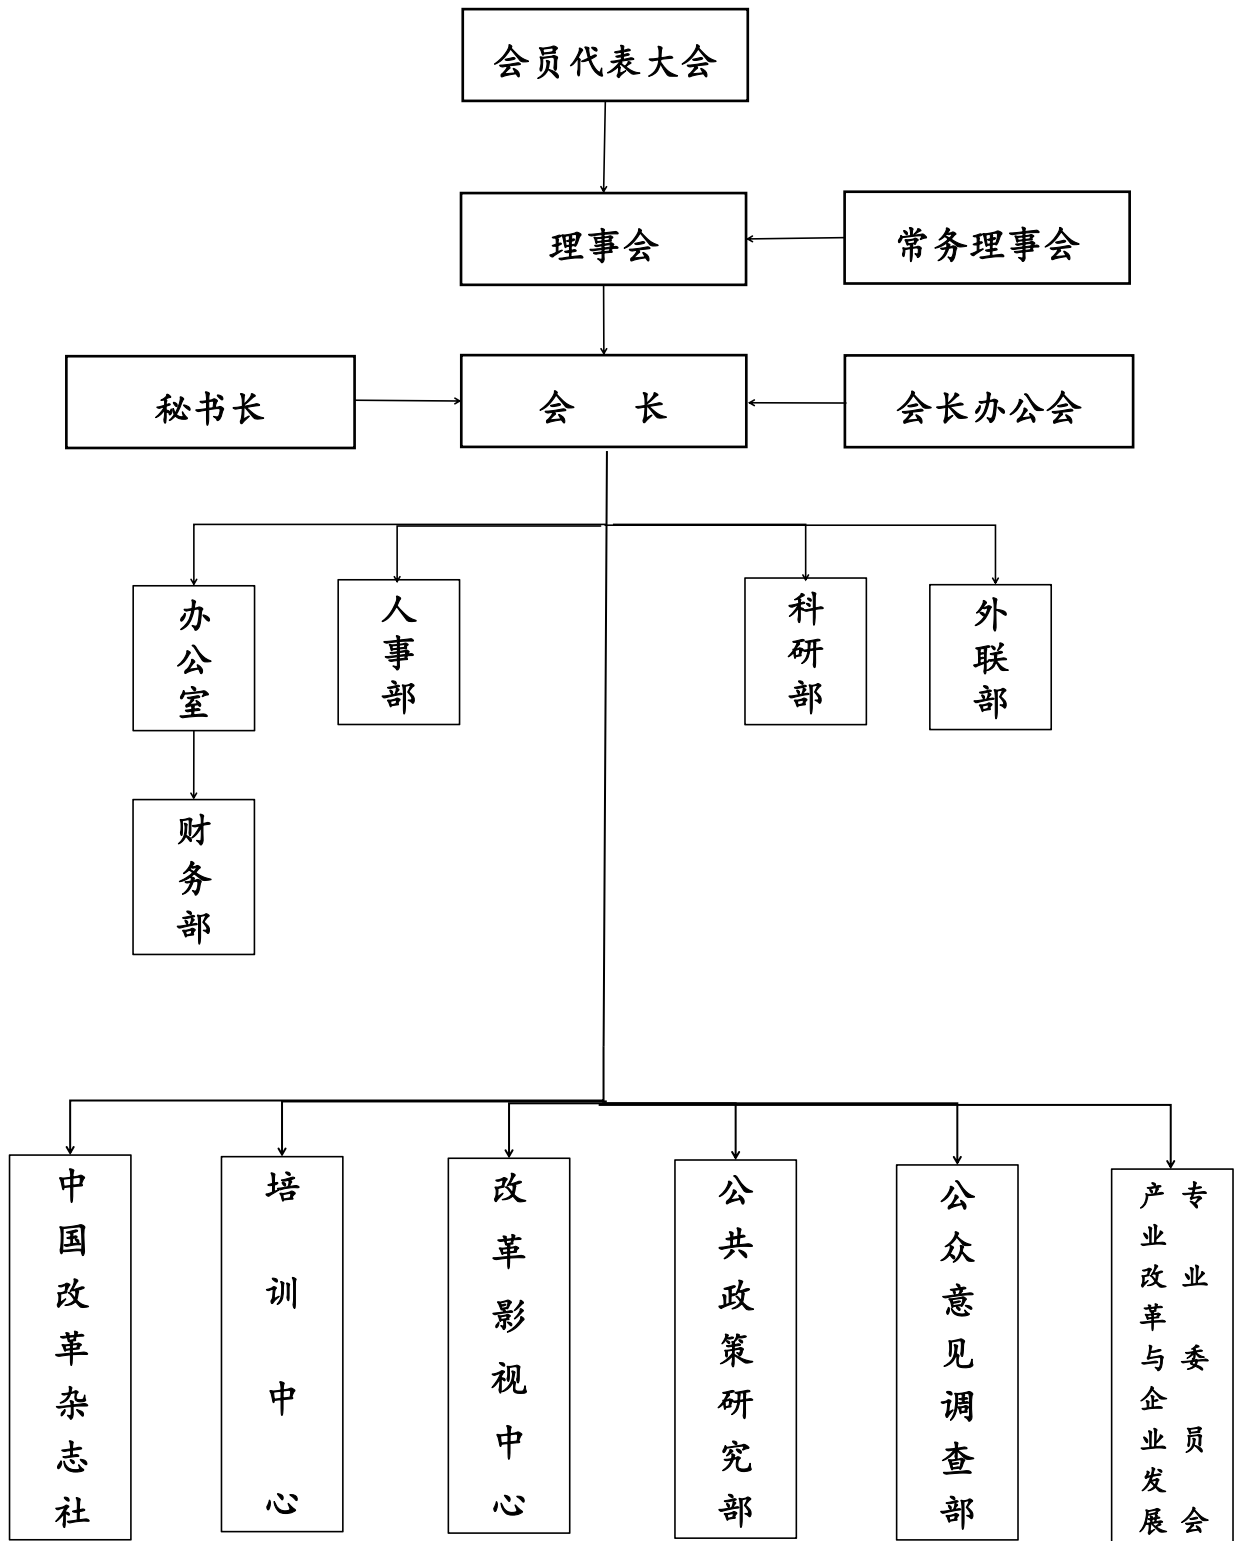 会员代表大会
理事会
常务理事会
秘书长
会 长
会长办公会
办公室
人事部
科研部
外联部
财务部
中国改革杂志社
培训中心
改革影视中心
公共政策研究部
公众意见调查部
产业改革与企业发展
专业委员会